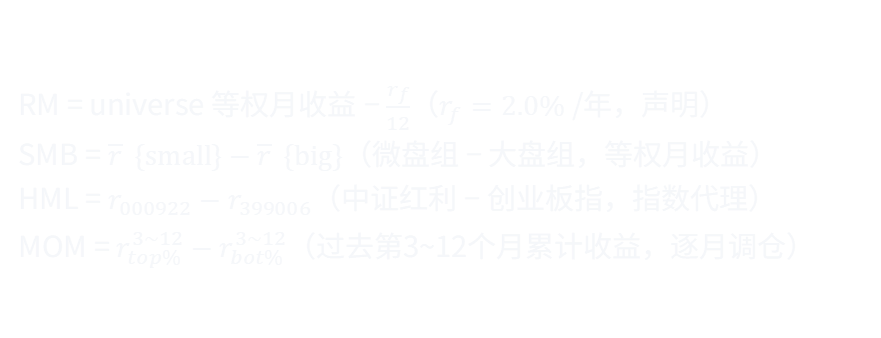 RM = universe 等权月收益 − r_f/12（r_f = 2.0% /年，声明）
SMB = r̅ {small} − r̅ {big}（微盘组 − 大盘组，等权月收益）
HML = r_000922 − r_399006（中证红利 − 创业板指，指数代理）
MOM = r_top%^3~12 − r_bot%^3~12（过去第3~12个月累计收益，逐月调仓）